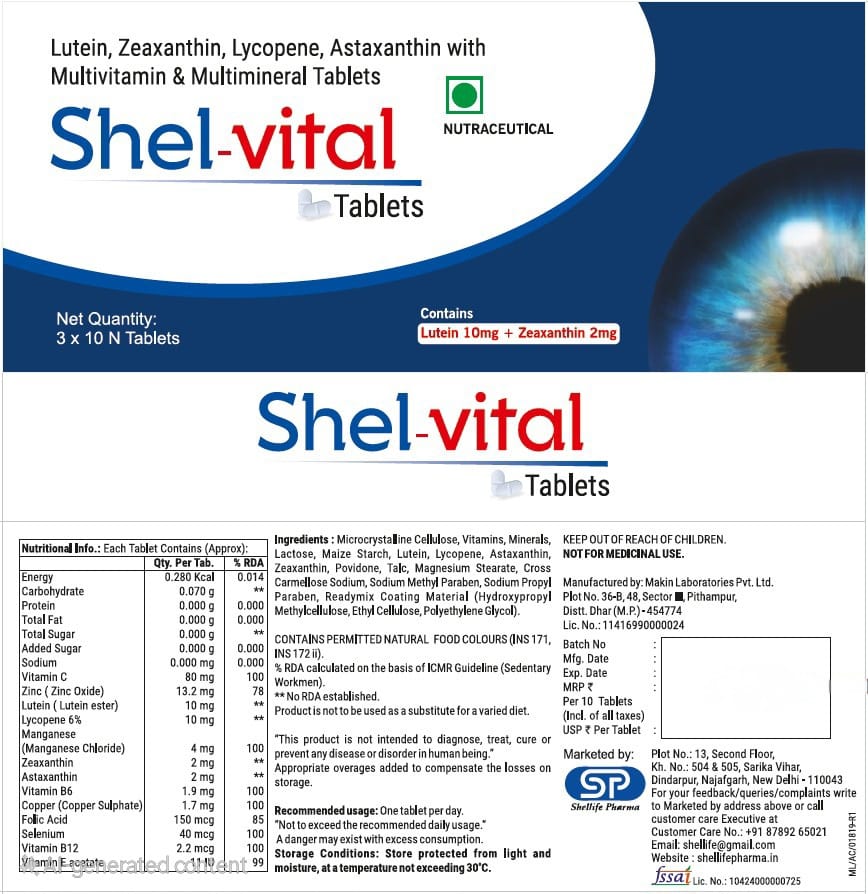 Lutein, Zeaxanthin, Lycopene, Astaxanthin with
Multivitamin & Multimineral Tablets
Shel-vital
Tablets
NUTRACEUTICAL
Net Quantity:
3 x 10 N Tablets
Contains
Lutein 10mg + Zeaxanthin 2mg
Shel-vital
Tablets
Nutritional Info.: Each Tablet Contains (Approx):
Qty. Per Tab. % RDA
Energy 0.280 Kcal 0.014
Carbohydrate 0.070 g **
Protein 0.000 g 0.000
Total Fat 0.000 g 0.000
Total Sugar 0.000 g **
Added Sugar 0.000 g 0.000
Sodium 0.000 mg 0.000
Vitamin C 80 mg 100
Zinc ( Zinc Oxide) 13.2 mg 78
Lutein ( Lutein ester) 10 mg **
Lycopene 6% 10 mg **
Manganese
(Manganese Chloride) 4 mg 100
Zeaxanthin 2 mg **
Astaxanthin 2 mg **
Vitamin B6 1.9 mg 100
Copper (Copper Sulphate) 1.7 mg 100
Folic Acid 150 mcg 85
Selenium 40 mcg 100
Vitamin B12 2.2 mcg 100
Vitamin E acetate 11 IU 99
AI-generated content
Ingredients : Microcrystalline Cellulose, Vitamins, Minerals,
Lactose, Maize Starch, Lutein, Lycopene, Astaxanthin,
Zeaxanthin, Povidone, Talc, Magnesium Stearate, Cross
Carmellose Sodium, Sodium Methyl Paraben, Sodium Propyl
Paraben, Readymix Coating Material (Hydroxypropyl
Methylcellulose, Ethyl Cellulose, Polyethylene Glycol).
CONTAINS PERMITTED NATURAL FOOD COLOURS (INS 171,
INS 172 ii).
% RDA calculated on the basis of ICMR Guideline (Sedentary
Workmen).
** No RDA established.
Product is not to be used as a substitute for a varied diet.
"This product is not intended to diagnose, treat, cure or
prevent any disease or disorder in human being."
Appropriate overages added to compensate the losses on
storage.
Recommended usage: One tablet per day.
"Not to exceed the recommended daily usage."
A danger may exist with excess consumption.
Storage Conditions: Store protected from light and
moisture, at a temperature not exceeding 30°C.
KEEP OUT OF REACH OF CHILDREN.
NOT FOR MEDICINAL USE.
Manufactured by: Makin Laboratories Pvt. Ltd.
Plot No. 36-B, 48, Sector III, Pithampur,
Distt. Dhar (M.P.) - 454774
Lic. No.: 11416990000024
Batch No :
Mfg. Date :
Exp. Date :
MRP ₹ :
Per 10 Tablets
(Incl. of all taxes)
USP ₹ Per Tablet :
Marketed by:
SP
Shellife Pharma
Plot No.: 13, Second Floor,
Kh. No.: 504 & 505, Sarika Vihar,
Dindarpur, Najafgarh, New Delhi - 110043
For your feedback/queries/complaints write
to Marketed by address above or call
customer care Executive at
Customer Care No.: +91 87892 65021
Email: shellife@gmail.com
Website : shellifepharma.in
fssai Lic. No.: 10424000000725
ML/AC/01819-R1